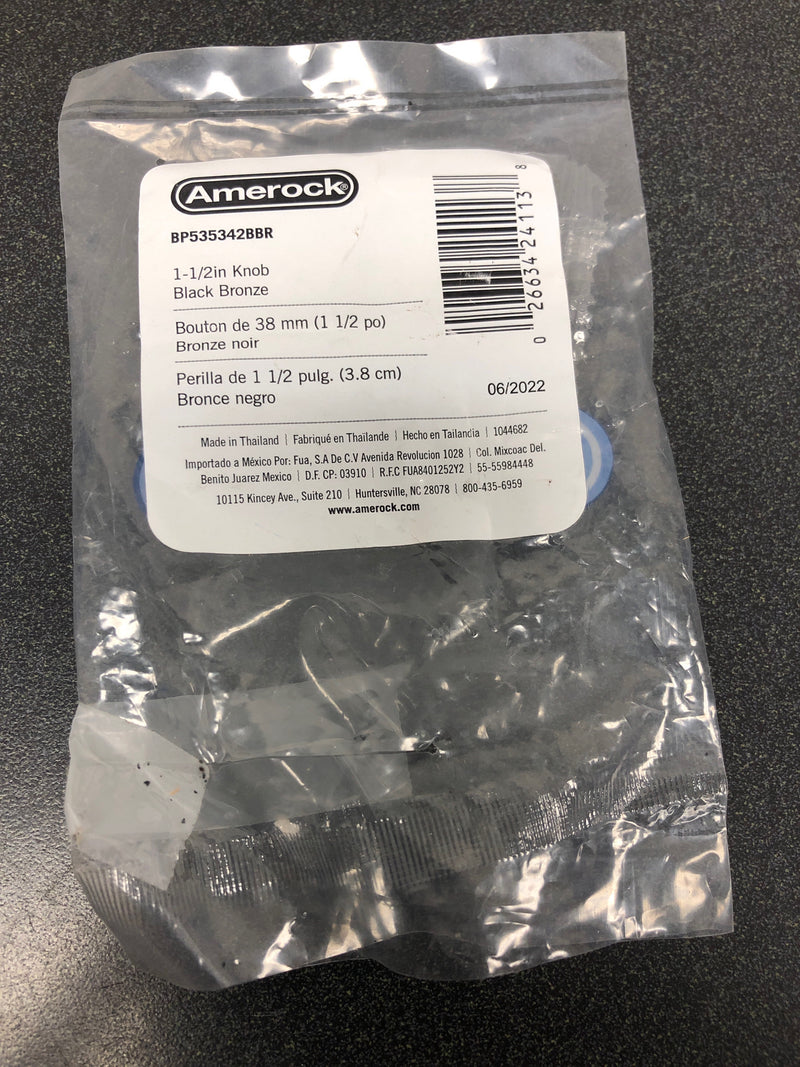 Amerock®
BP535342BBR
1-1/2in Knob
Black Bronze
Bouton de 38 mm (1 1/2 po)
Bronze noir
Perilla de 1 1/2 pulg. (3.8 cm)
Bronce negro
06/2022
0 26634 24113 8
Made in Thailand | Fabriqué en Thaïlande | Hecho en Tailandia | 1044682
Importado a México Por: Fua, S.A De C.V Avenida Revolucion 1028 | Col. Mixcoac Del.
Benito Juarez Mexico | D.F. CP: 03910 | R.F.C FUA8401252Y2 | 55-55984448
10115 Kincey Ave., Suite 210 | Huntersville, NC 28078 | 800-435-6959
www.amerock.com